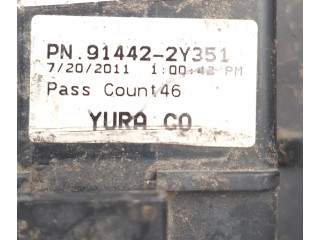 PN.91442-2Y351
7/20/2011 1:00:42 PM
Pass Count46
YURA CO.